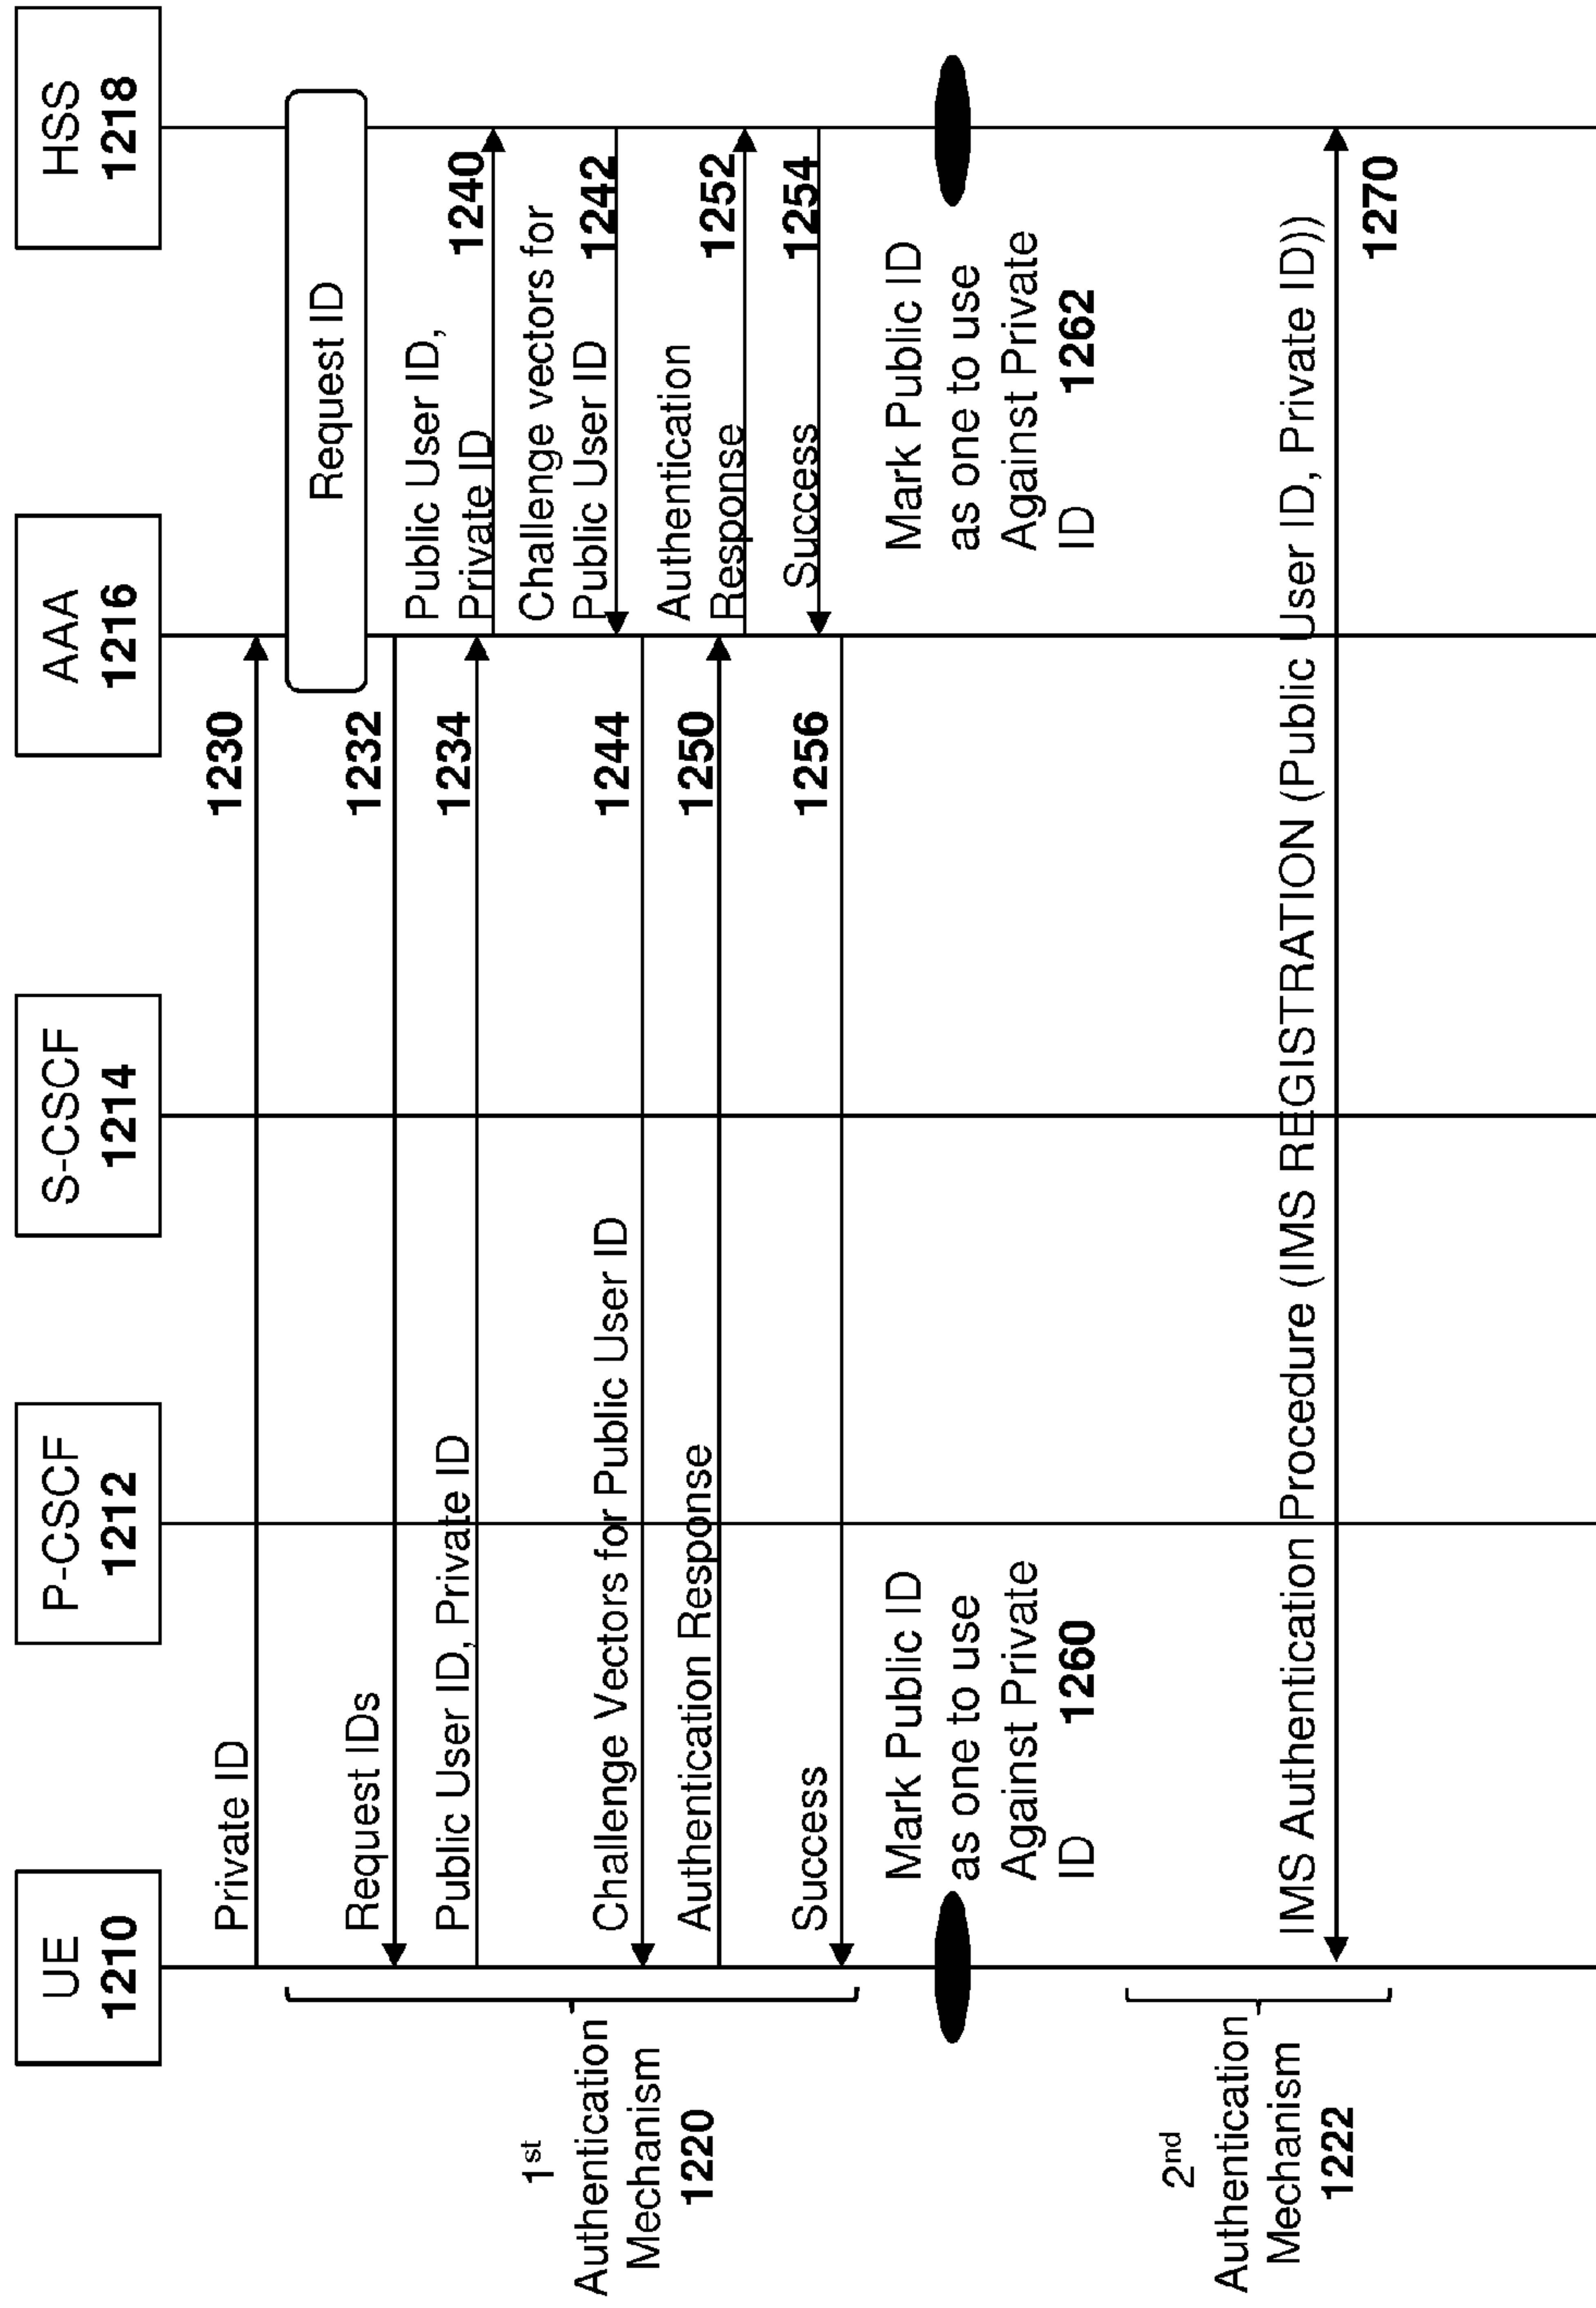 UE
1210
P-CSCF
1212
S-CSCF
1214
AAA
1216
HSS
1218
Private ID
1230
Request ID
Request IDs
1232
Public User ID, Private ID
1234
Public User ID,
Private ID
1240
Challenge vectors for
Public User ID
1242
Challenge Vectors for Public User ID
1244
Authentication Response
1250
Authentication
Response
1252
Success
1254
Success
1256
1st
Authentication
Mechanism
1220
Mark Public ID
as one to use
Against Private
ID 1260
Mark Public ID
as one to use
Against Private
ID 1262
2nd
Authentication
Mechanism
1222
IMS Authentication Procedure (IMS REGISTRATION (Public User ID, Private ID))
1270